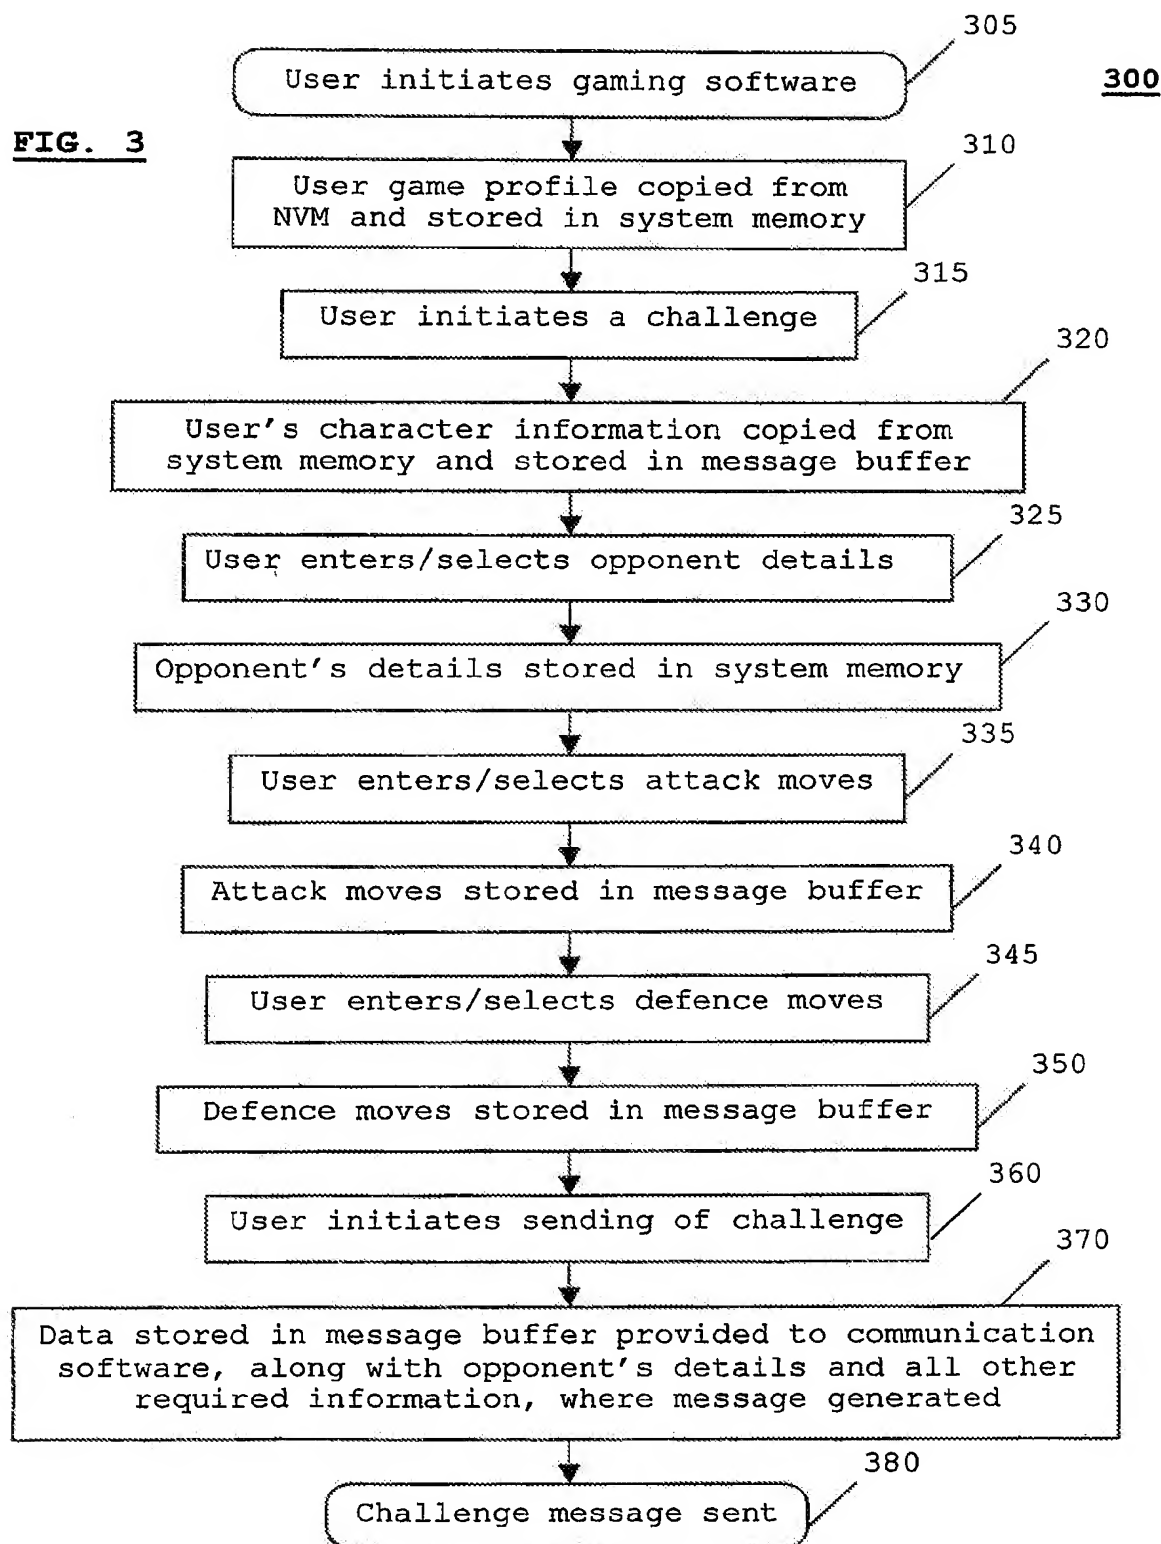 305
User initiates gaming software
300
FIG. 3
310
User game profile copied from
NVM and stored in system memory
315
User initiates a challenge
320
User's character information copied from
system memory and stored in message buffer
325
User enters/selects opponent details
330
Opponent's details stored in system memory
335
User enters/selects attack moves
340
Attack moves stored in message buffer
345
User enters/selects defence moves
350
Defence moves stored in message buffer
360
User initiates sending of challenge
370
Data stored in message buffer provided to communication
software, along with opponent's details and all other
required information, where message generated
380
Challenge message sent